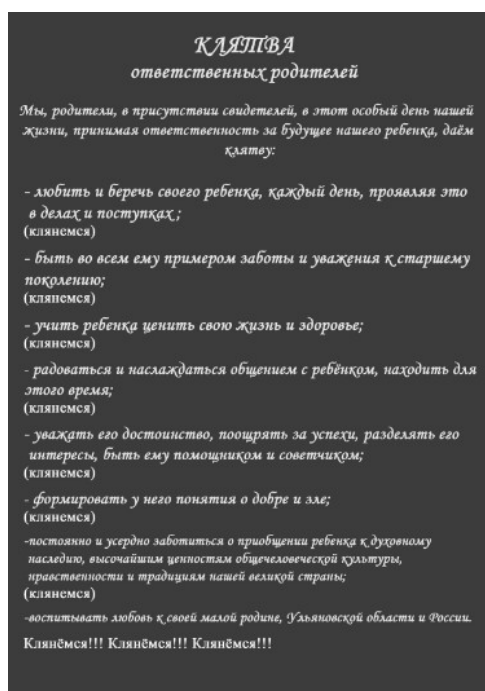 КЛЯТВА
ответственных родителей
Мы, родители, в присутствии свидетелей, в этот особый день нашей
жизни, принимая ответственность за будущее нашего ребенка, даём
клятву:
- любить и беречь своего ребенка, каждый день, проявляя это
в делах и поступках ;
(клянемся)
- быть во всем ему примером заботы и уважения к старшему
поколению;
(клянемся)
- учить ребенка ценить свою жизнь и здоровье;
(клянемся)
- радоваться и наслаждаться общением с ребёнком, находить для
этого время;
(клянемся)
- уважать его достоинство, поощрять за успехи, разделять его
интересы, быть ему помощником и советчиком;
(клянемся)
- формировать у него понятия о добре и зле;
(клянемся)
-постоянно и усердно заботиться о приобщении ребенка к духовному
наследию, высочайшим ценностям общечеловеческой культуры,
нравственности и традициям нашей великой страны;
(клянемся)
-воспитывать любовь к своей малой родине, Ульяновской области и России.
Клянёмся!!! Клянёмся!!! Клянёмся!!!